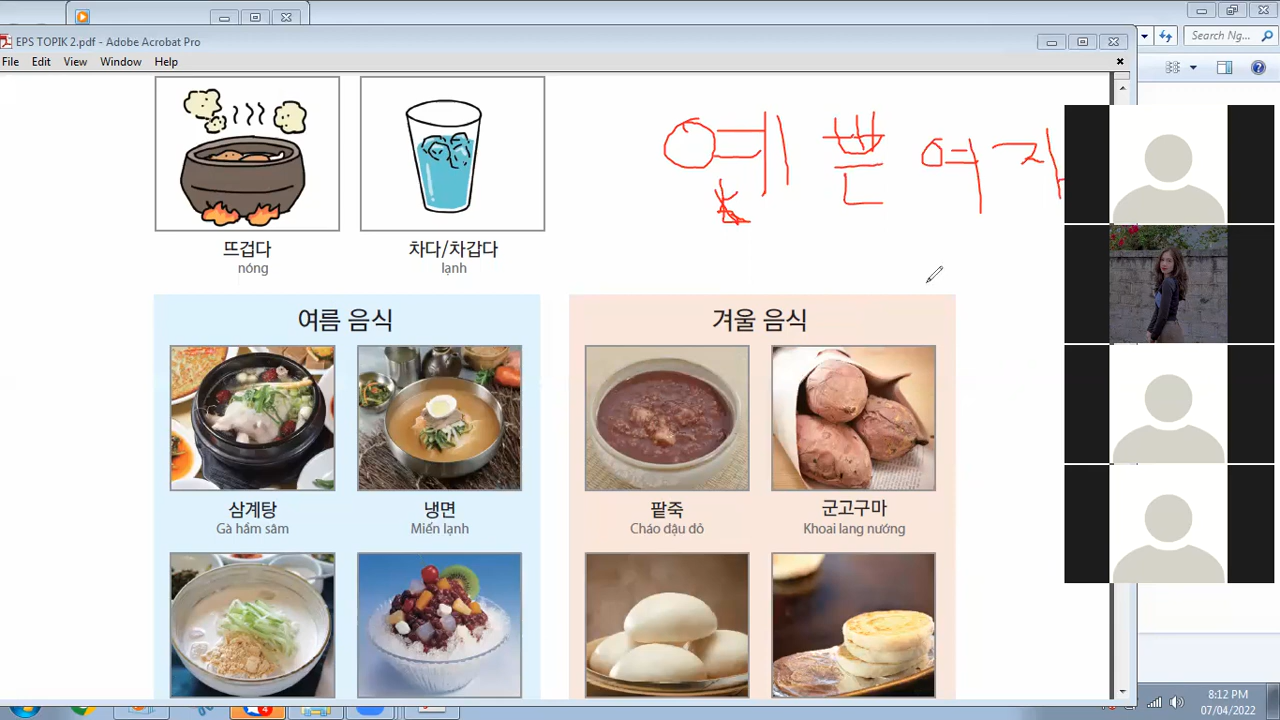 EPS TOPIK 2.pdf - Adobe Acrobat Pro
Search Ng...
File Edit View Window Help
예쁜 여자
뜨겁다
nóng
차다/차갑다
lạnh
여름 음식
겨울 음식
삼계탕
Gà hầm sâm
냉면
Miến lạnh
팥죽
Cháo đậu đỏ
군고구마
Khoai lang nướng
4
8:12 PM
07/04/2022